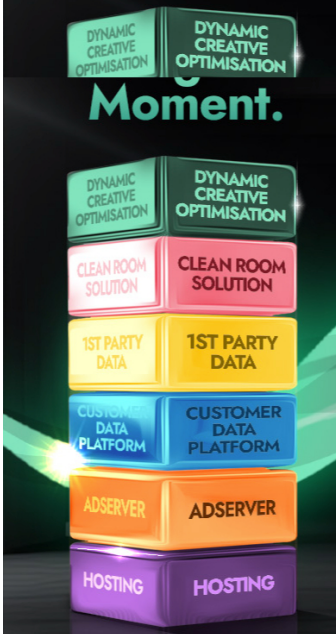 DYNAMIC
CREATIVE
OPTIMISATION
DYNAMIC
CREATIVE
OPTIMISATION
Moment.
DYNAMIC
CREATIVE
OPTIMISATION
DYNAMIC
CREATIVE
OPTIMISATION
CLEAN ROOM
SOLUTION
CLEAN ROOM
SOLUTION
1ST PARTY
DATA
1ST PARTY
DATA
CUSTOMER
DATA
PLATFORM
CUSTOMER
DATA
PLATFORM
ADSERVER
ADSERVER
HOSTING
HOSTING